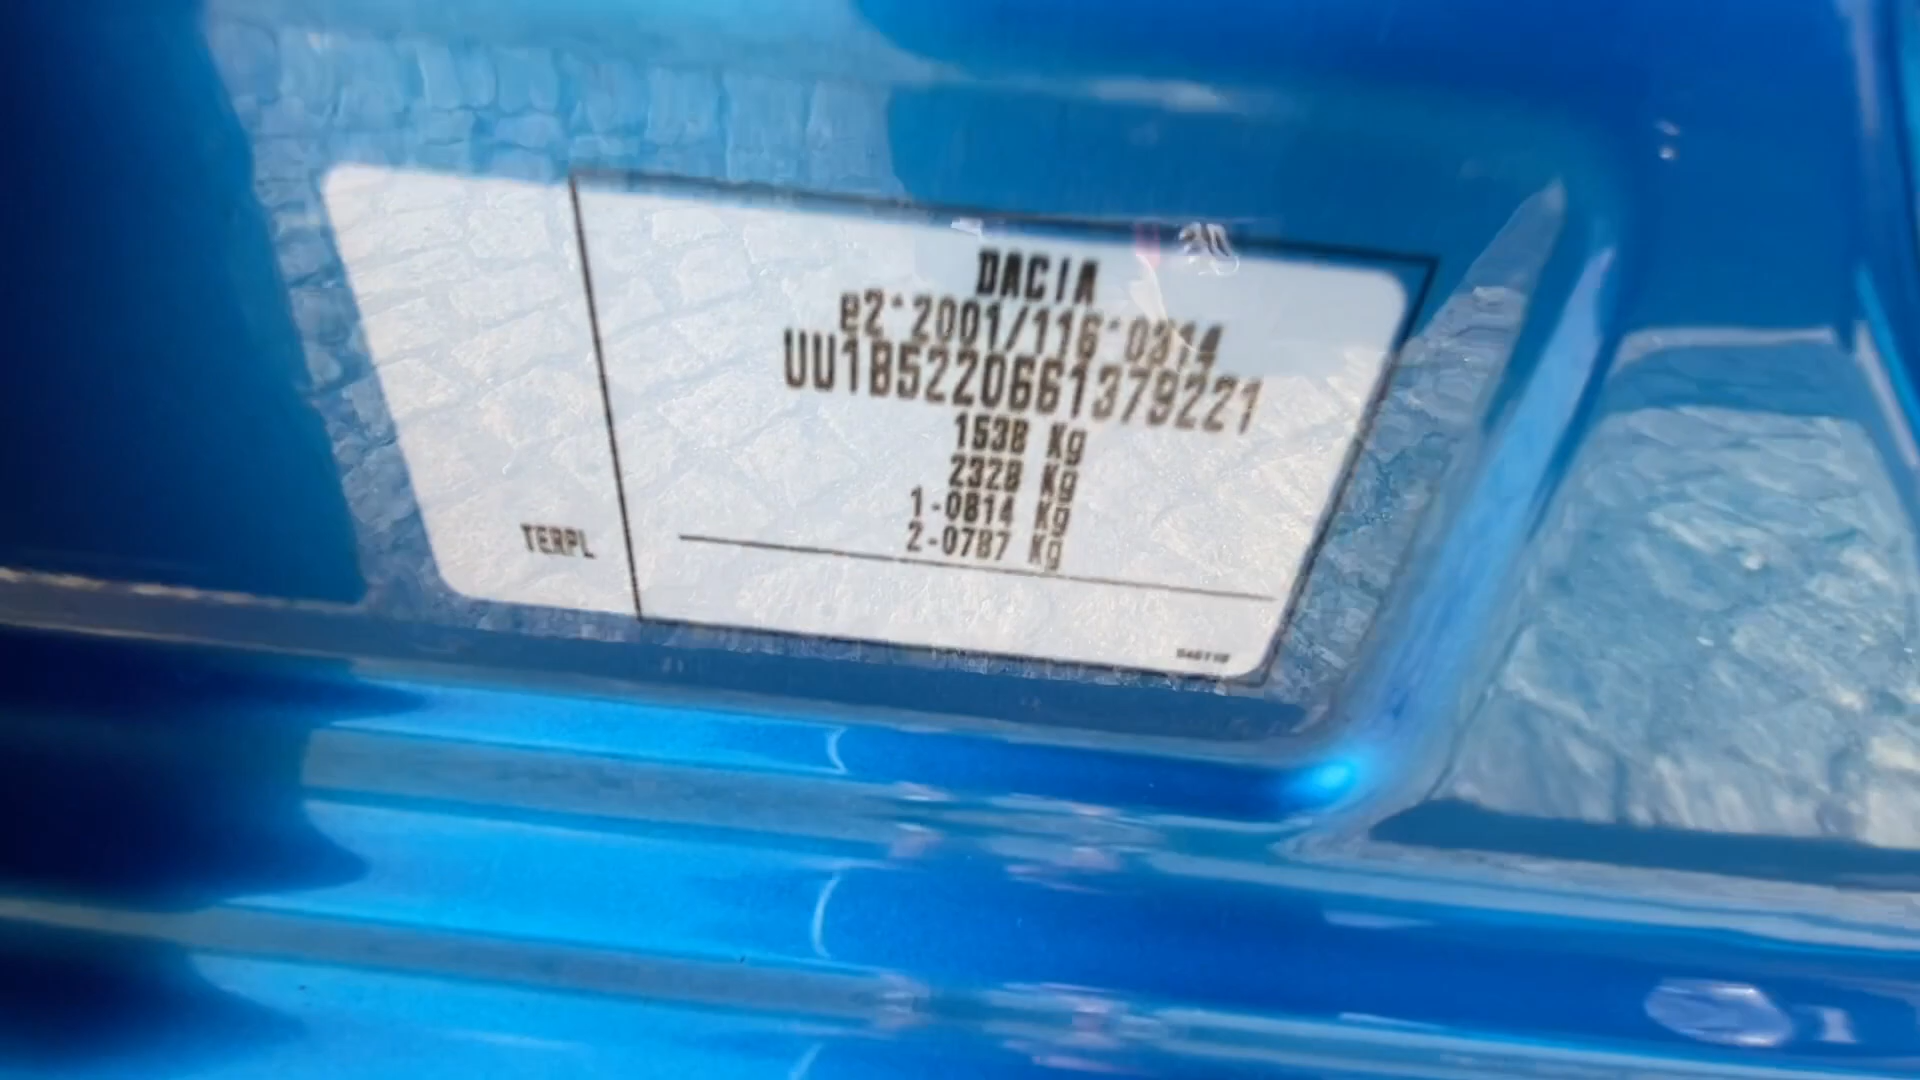 DACIA
e2*2001/116*0314
UU1B5220661379221
1538 Kg
2328 Kg
1-0814 Kg
2-0787 Kg
TERPL